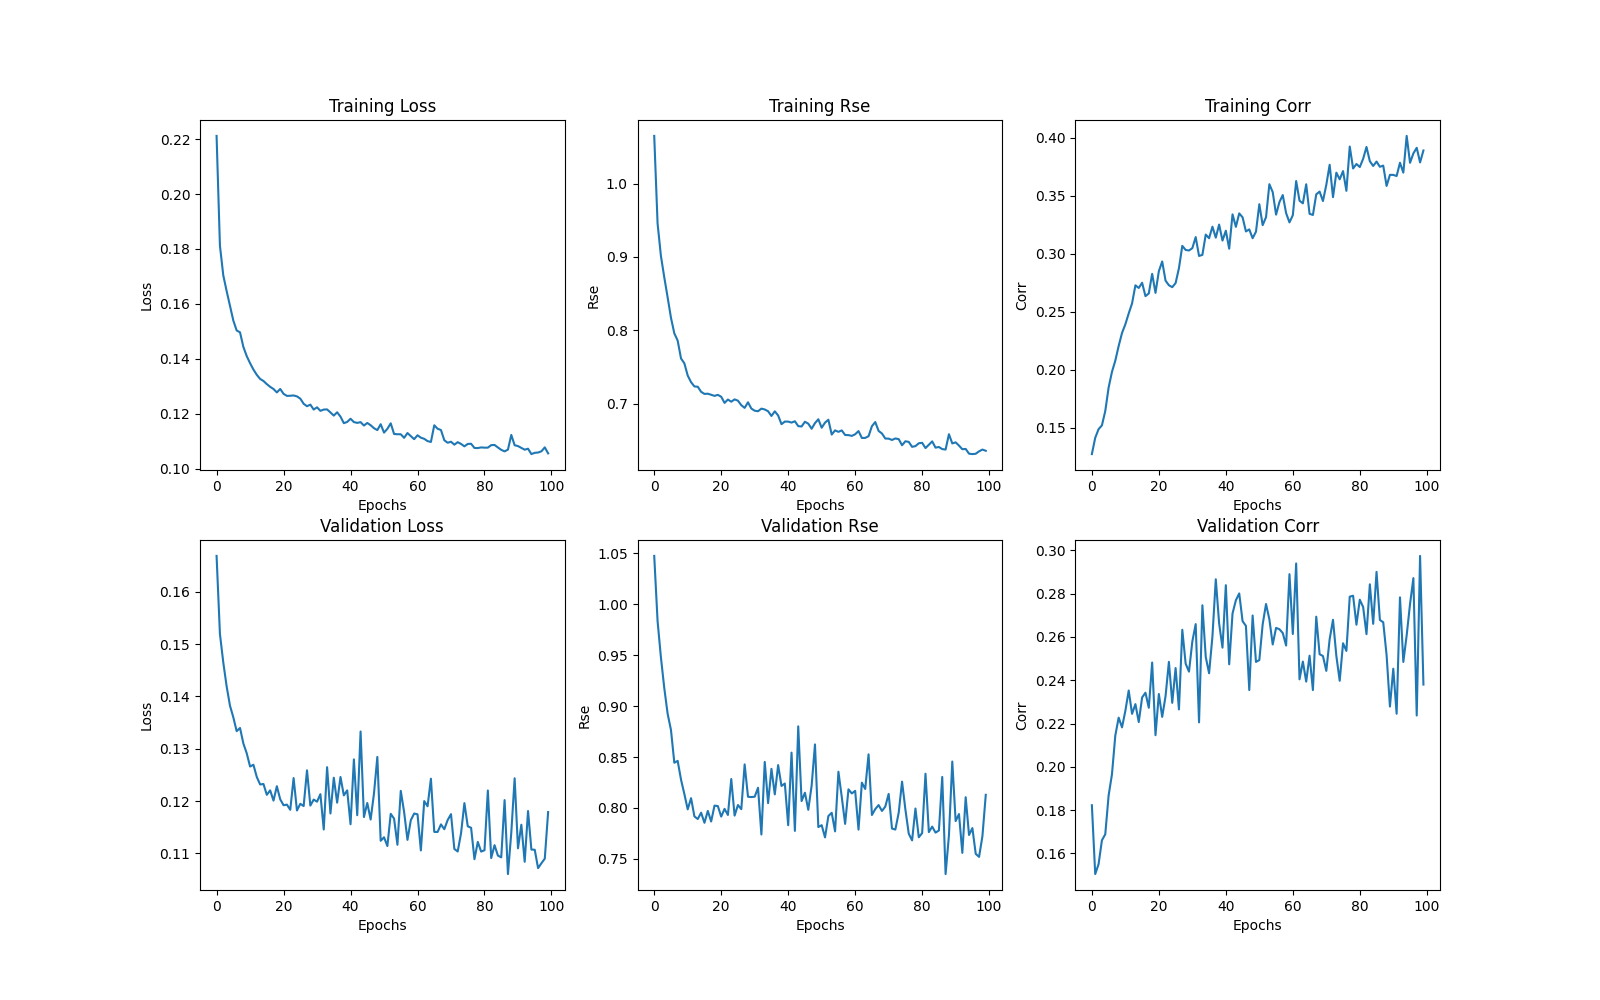 Training Loss
Training Rse
Training Corr
0.22
0.20
0.18
0.16
0.14
0.12
0.10
Loss
0 20 40 60 80 100
Epochs
1.0
0.9
0.8
0.7
Rse
0 20 40 60 80 100
Epochs
0.40
0.35
0.30
0.25
0.20
0.15
Corr
0 20 40 60 80 100
Epochs
Validation Loss
Validation Rse
Validation Corr
0.16
0.15
0.14
0.13
0.12
0.11
Loss
0 20 40 60 80 100
Epochs
1.05
1.00
0.95
0.90
0.85
0.80
0.75
Rse
0 20 40 60 80 100
Epochs
0.30
0.28
0.26
0.24
0.22
0.20
0.18
0.16
Corr
0 20 40 60 80 100
Epochs